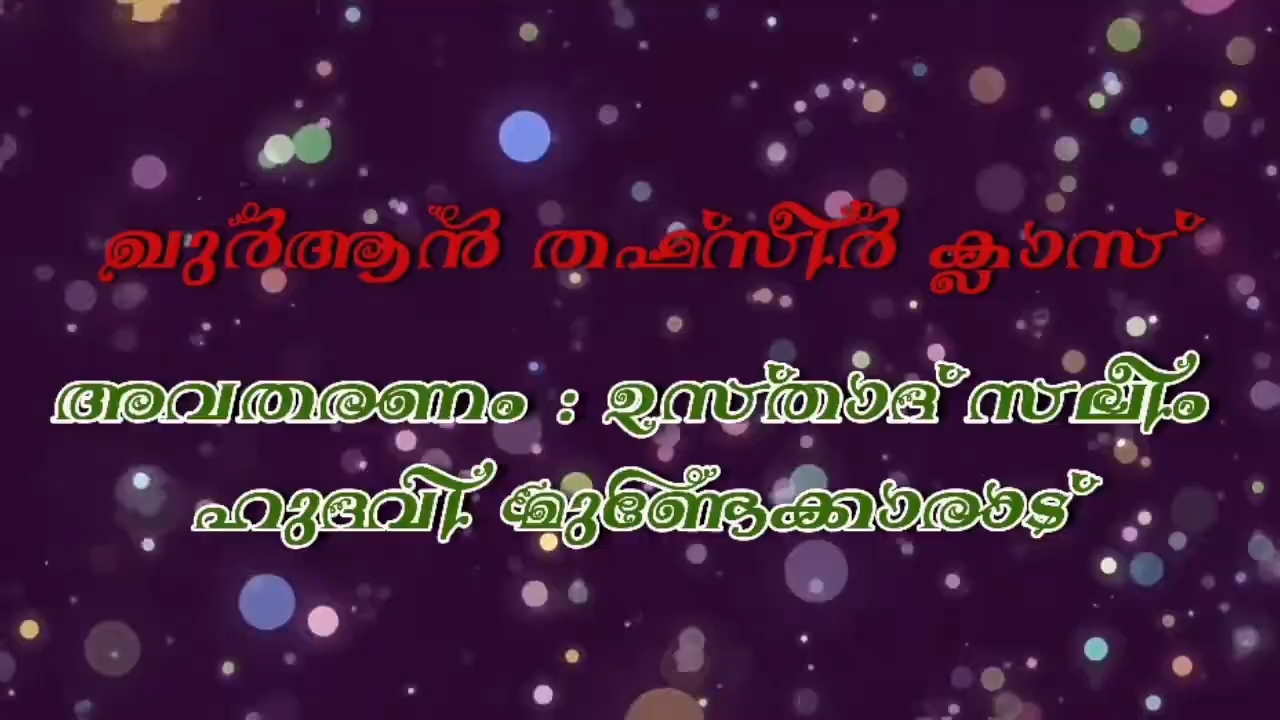 ഖുർആൻ തഫ്സീർ ക്ലാസ്
അവതരണം : ഉസ്താദ് സലീം
ഹുദവി മുണ്ടേക്കാരാട്